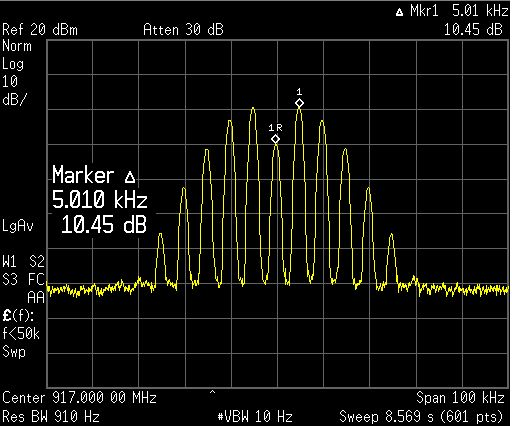 Δ Mkr1 5.01 kHz
Ref 20 dBm Atten 30 dB 10.45 dB
Norm
Log
10
dB/
1
1R
Marker Δ
5.010 kHz
10.45 dB
LgAv
W1 S2
S3 FC
AA
£(f):
f<50k
Swp
Center 917.000 00 MHz ^ Span 100 kHz
Res BW 910 Hz #VBW 10 Hz Sweep 8.569 s (601 pts)